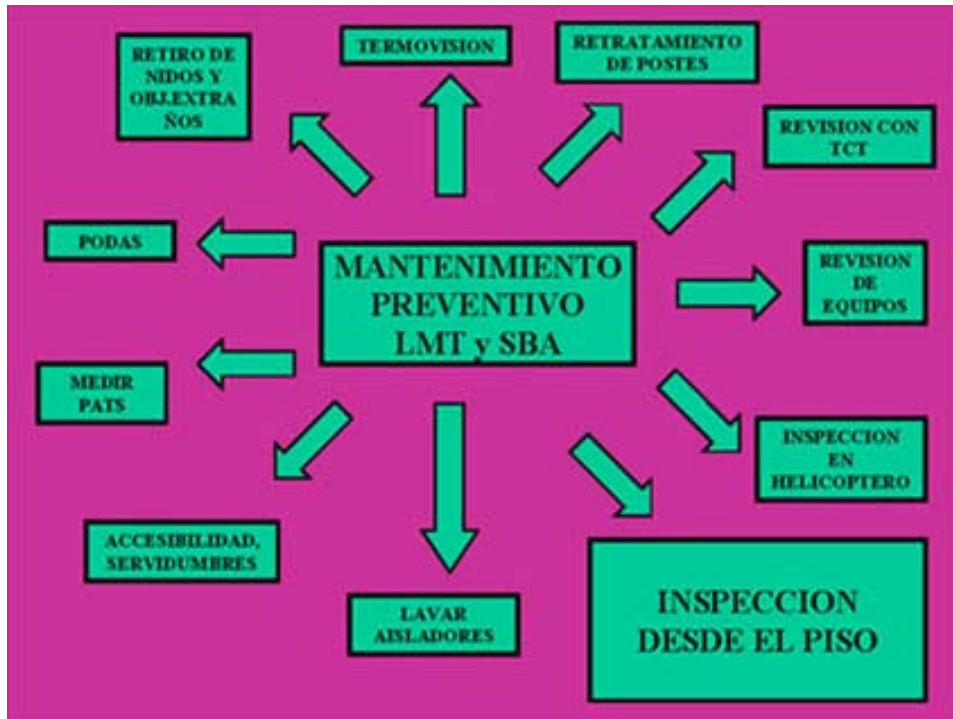 RETIRO DE
NIDOS Y
OBJ.EXTRA
ÑOS
TERMOVISION
RETRATAMIENTO
DE POSTES
REVISION CON
TCT
PODAS
MANTENIMIENTO
PREVENTIVO
LMT y SBA
REVISION
DE
EQUIPOS
MEDIR
PATS
INSPECCION
EN
HELICOPTERO
ACCESIBILIDAD,
SERVIDUMBRES
LAVAR
AISLADORES
INSPECCION
DESDE EL PISO